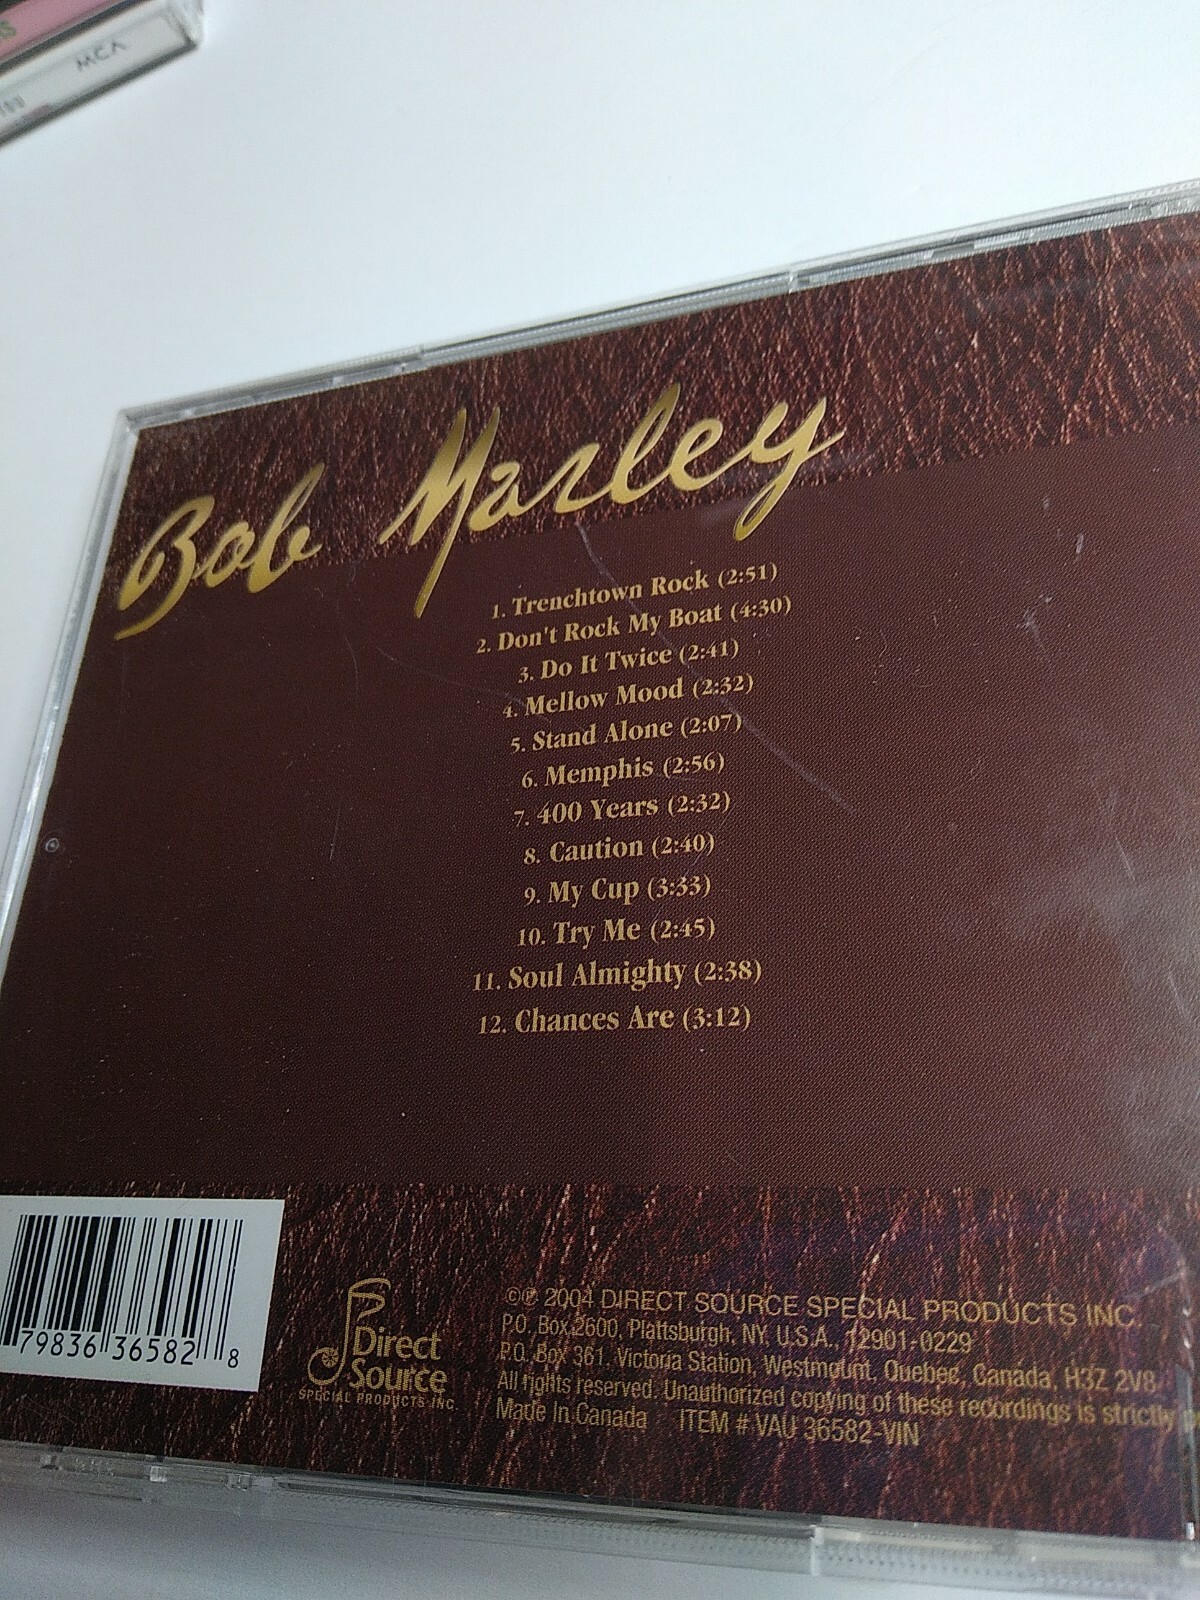 MCA
Bob Marley
1. Trenchtown Rock (2:51)
2. Don't Rock My Boat (4:30)
3. Do It Twice (2:41)
4. Mellow Mood (2:32)
5. Stand Alone (2:07)
6. Memphis (2:56)
7. 400 Years (2:32)
8. Caution (2:40)
9. My Cup (3:33)
10. Try Me (2:45)
11. Soul Almighty (2:38)
12. Chances Are (3:12)
79836 36582 8
Direct
Source
SPECIAL PRODUCTS INC.
©℗ 2004 DIRECT SOURCE SPECIAL PRODUCTS INC.
P.O. Box 2600, Plattsburgh, NY, U.S.A., 12901-0229
P.O. Box 361, Victoria Station, Westmount, Quebec, Canada, H3Z 2V8
All rights reserved. Unauthorized copying of these recordings is strictly
Made In Canada ITEM # VAU 36582-VIN